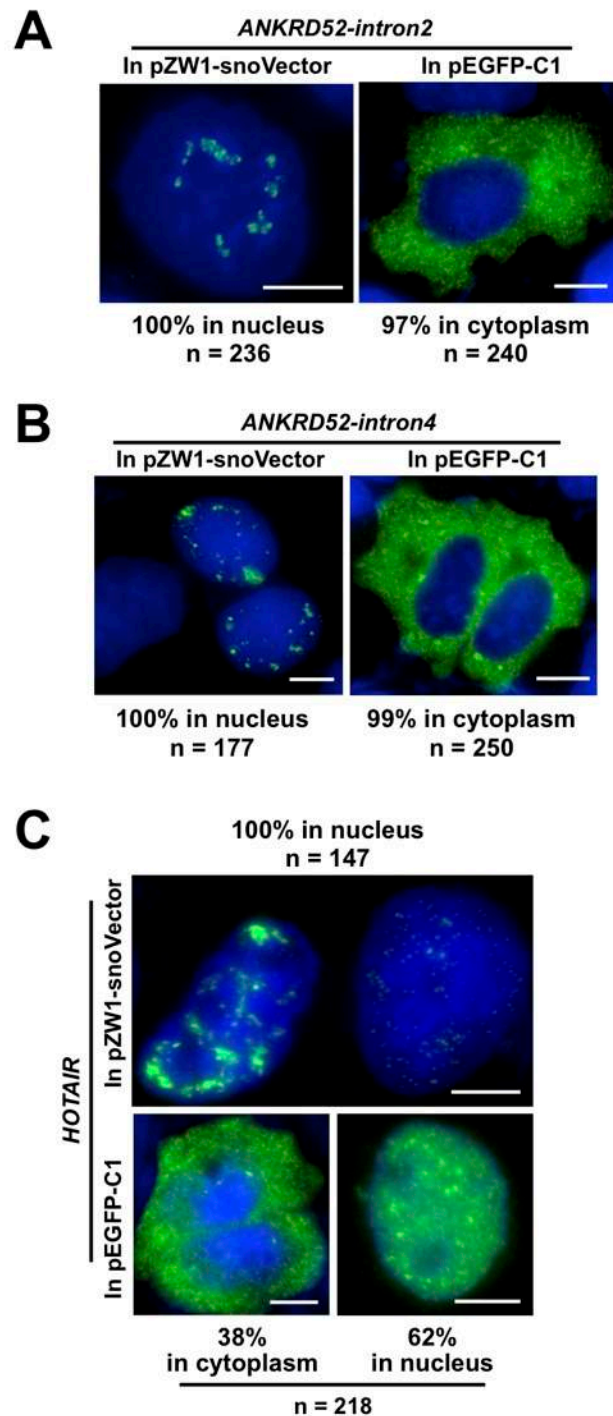 A
ANKRD52-intron2
In pZW1-snoVector In pEGFP-C1
100% in nucleus 97% in cytoplasm
n = 236 n = 240
B
ANKRD52-intron4
In pZW1-snoVector In pEGFP-C1
100% in nucleus 99% in cytoplasm
n = 177 n = 250
C
100% in nucleus
n = 147
HOTAIR
In pZW1-snoVector
In pEGFP-C1
38% 62%
in cytoplasm in nucleus
n = 218